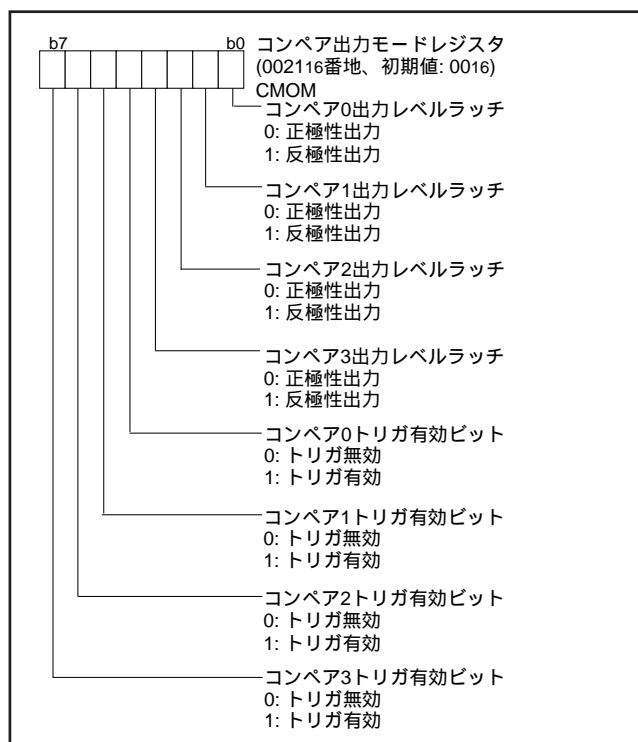 b7 b0 コンペア出力モードレジスタ
(002116番地、初期値: 0016)
CMOM
コンペア0出力レベルラッチ
0: 正極性出力
1: 反極性出力
コンペア1出力レベルラッチ
0: 正極性出力
1: 反極性出力
コンペア2出力レベルラッチ
0: 正極性出力
1: 反極性出力
コンペア3出力レベルラッチ
0: 正極性出力
1: 反極性出力
コンペア0トリガ有効ビット
0: トリガ無効
1: トリガ有効
コンペア1トリガ有効ビット
0: トリガ無効
1: トリガ有効
コンペア2トリガ有効ビット
0: トリガ無効
1: トリガ有効
コンペア3トリガ有効ビット
0: トリガ無効
1: トリガ有効